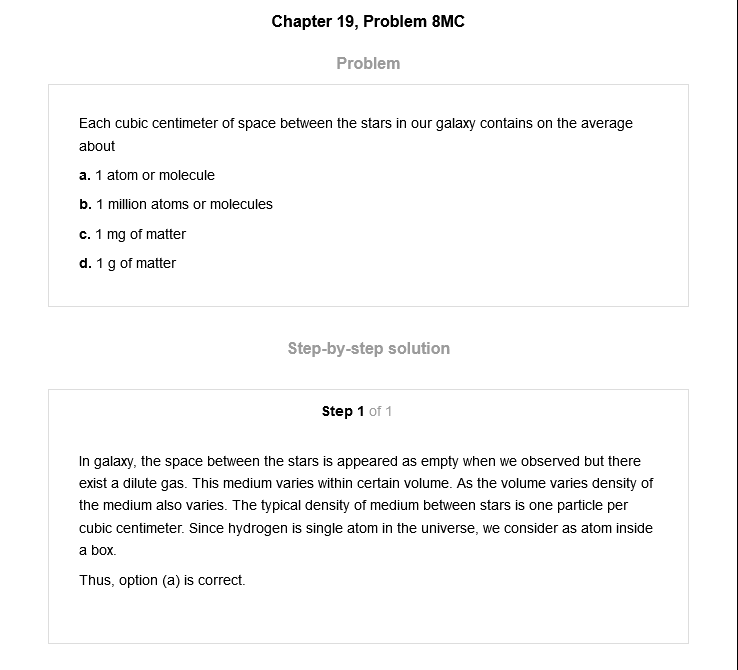 Chapter 19, Problem 8MC
Problem
Each cubic centimeter of space between the stars in our galaxy contains on the average
about
a. 1 atom or molecule
b. 1 million atoms or molecules
c. 1 mg of matter
d. 1 g of matter
Step-by-step solution
Step 1 of 1
In galaxy, the space between the stars is appeared as empty when we observed but there
exist a dilute gas. This medium varies within certain volume. As the volume varies density of
the medium also varies. The typical density of medium between stars is one particle per
cubic centimeter. Since hydrogen is single atom in the universe, we consider as atom inside
a box.
Thus, option (a) is correct.